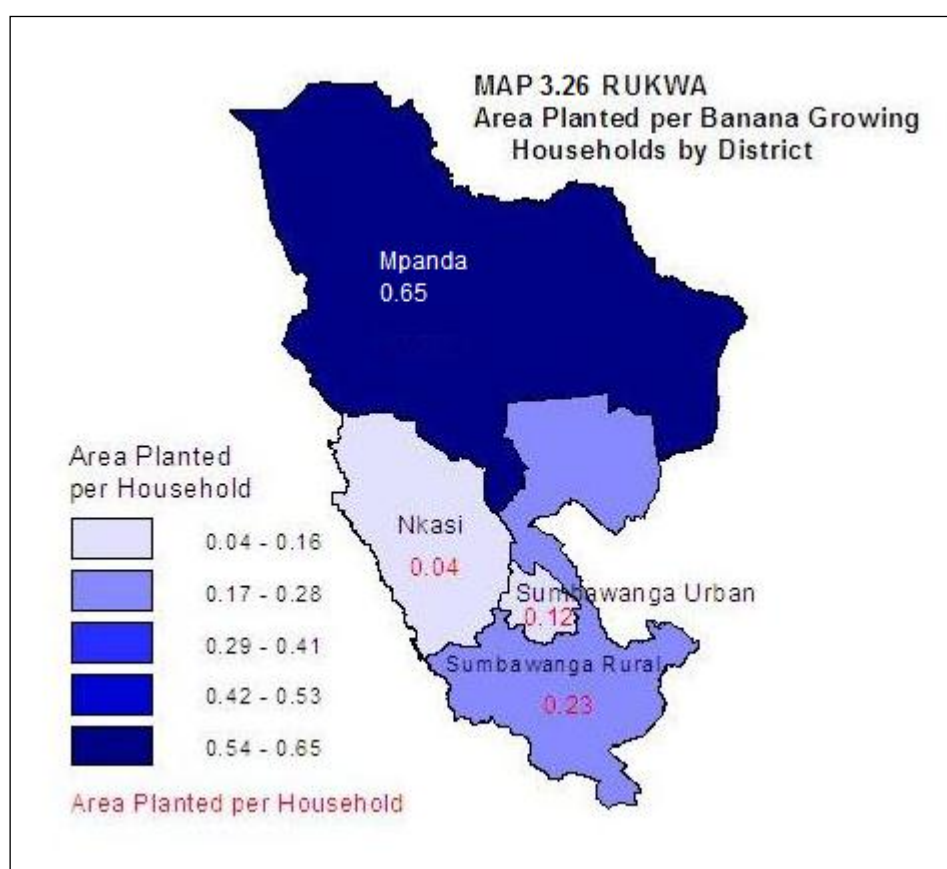 MAP 3.26 RUKWA
Area Planted per Banana Growing
Households by District
Mpanda
0.65
Area Planted
per Household
0.04 - 0.16
0.17 - 0.28
0.29 - 0.41
0.42 - 0.53
0.54 - 0.65
Area Planted per Household
Nkasi
0.04
Sumbawanga Urban
0.12
Sumbawanga Rural
0.23